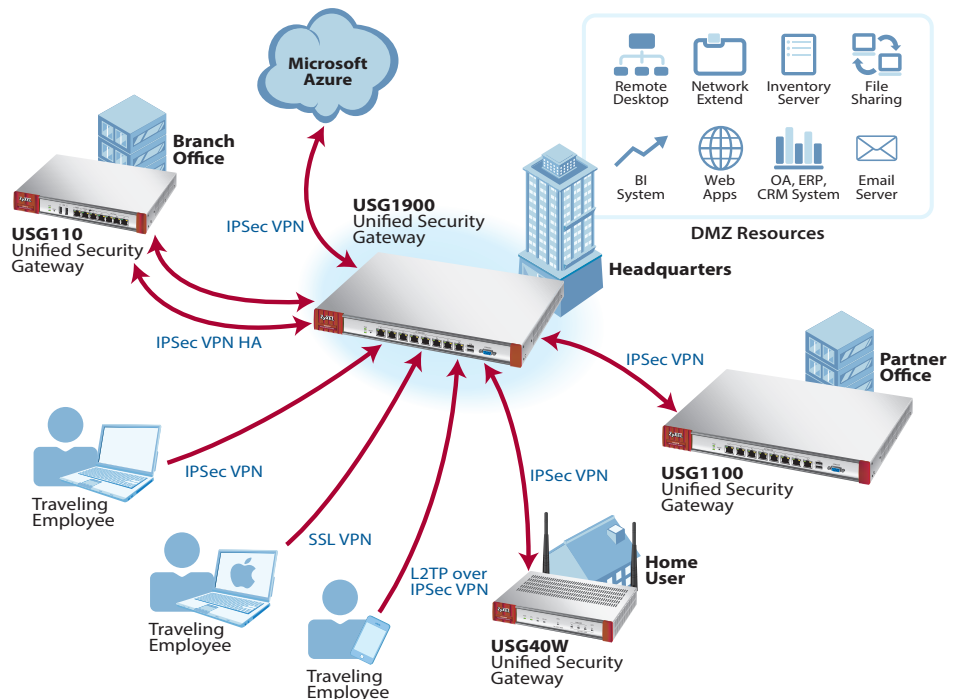 Microsoft
Azure
Remote
Desktop
Network
Extend
Inventory
Server
File
Sharing
BI
System
Web
Apps
OA, ERP,
CRM System
Email
Server
DMZ Resources
Branch
Office
USG110
Unified Security
Gateway
IPSec VPN
USG1900
Unified Security
Gateway
Headquarters
IPSec VPN HA
IPSec VPN
Partner
Office
ZyXEL
USG1100
Unified Security
Gateway
IPSec VPN
Traveling
Employee
SSL VPN
Traveling
Employee
L2TP over
IPSec VPN
Traveling
Employee
IPSec VPN
Home
User
USG40W
Unified Security
Gateway